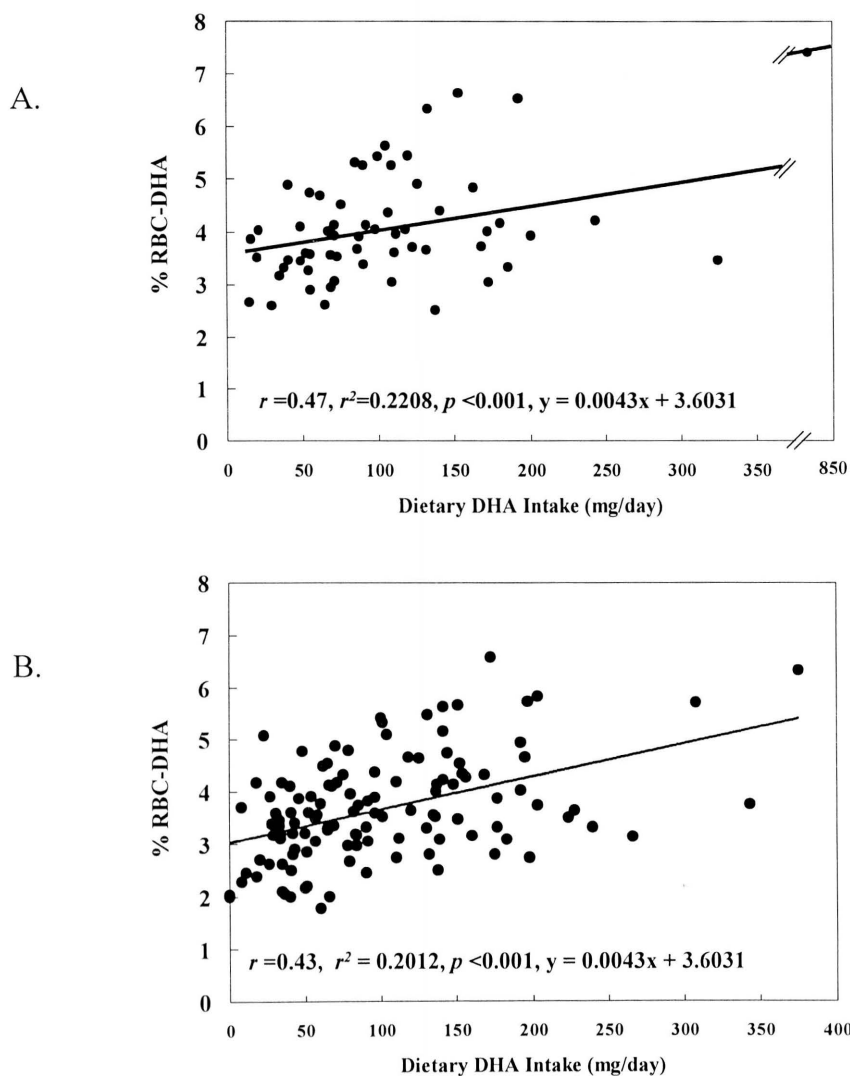 A.
8
7
6
5
4
3
2
1
0
% RBC-DHA
r =0.47, r²=0.2208, p <0.001, y = 0.0043x + 3.6031
0 50 100 150 200 250 300 350 850
Dietary DHA Intake (mg/day)
B.
8
7
6
5
4
3
2
1
0
% RBC-DHA
r =0.43, r² = 0.2012, p <0.001, y = 0.0043x + 3.6031
0 50 100 150 200 250 300 350 400
Dietary DHA Intake (mg/day)